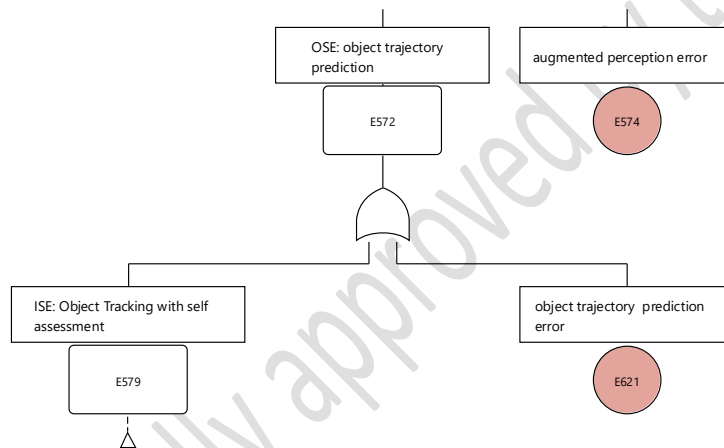 OSE: object trajectory
prediction
augmented perception error
E572
E574
ISE: Object Tracking with self
assessment
object trajectory prediction
error
E579
E621
approved